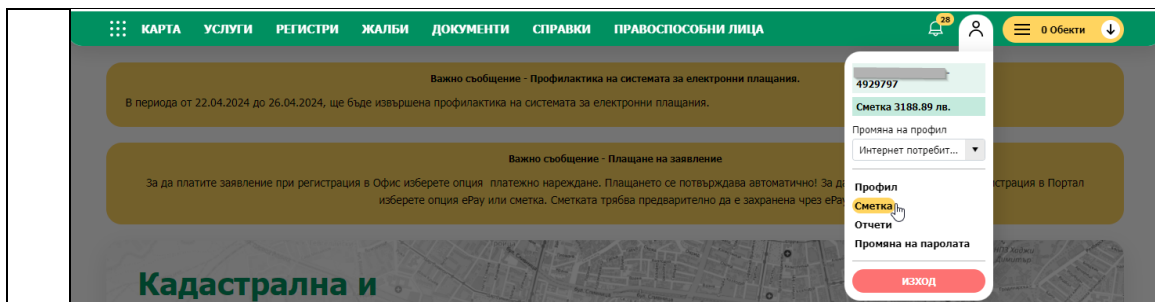 КАРТА УСЛУГИ РЕГИСТРИ ЖАЛБИ ДОКУМЕНТИ СПРАВКИ ПРАВОСПОСОБНИ ЛИЦА 28 0 Обекти
Важно съобщение - Профилактика на системата за електронни плащания.
В периода от 22.04.2024 до 26.04.2024, ще бъде извършена профилактика на системата за електронни плащания.
Важно съобщение - Плащане на заявление
За да платите заявление при регистрация в Офис изберете опция платежно нареждане. Плащането се потвърждава автоматично! За да
страция в Портал
изберете опция ePay или сметка. Сметката трябва предварително да е захранена чрез ePay
Кадастрална и
4929797
Сметка 3188.89 лв.
Промяна на профил
Интернет потребит...
Профил
Сметка
Отчети
Промяна на паролата
ИЗХОД